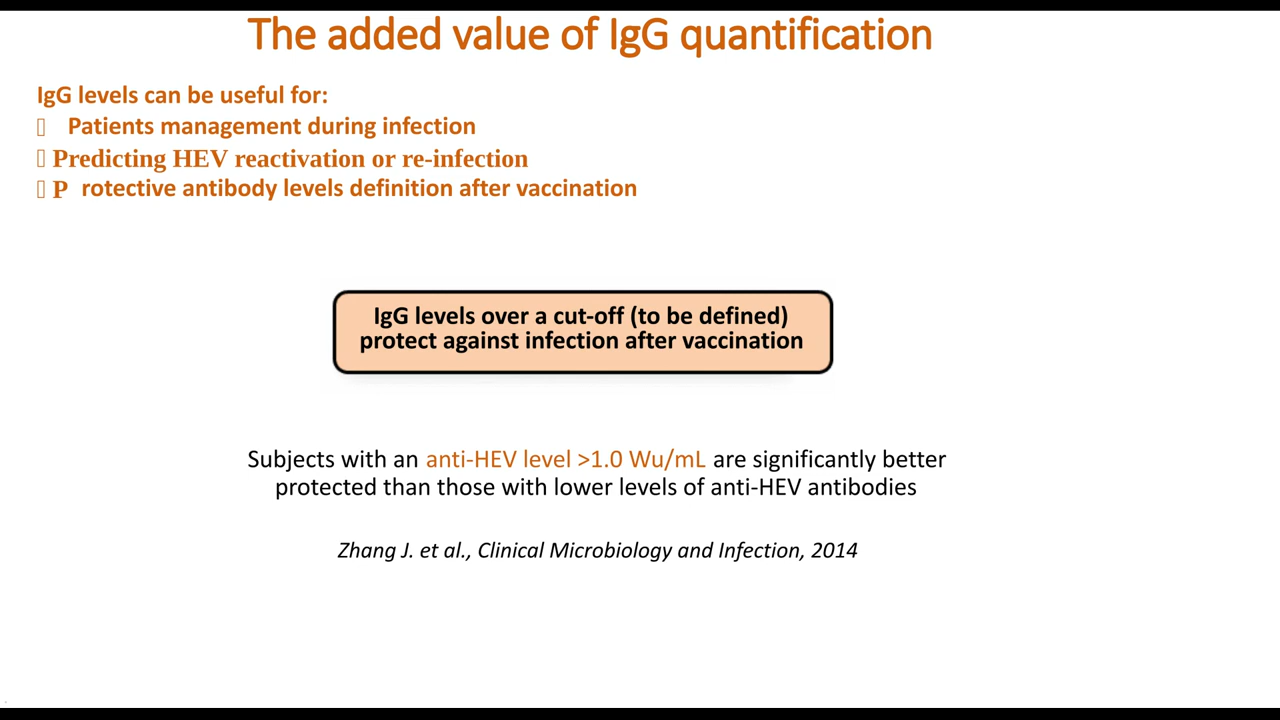 The added value of IgG quantification
IgG levels can be useful for:
Patients management during infection
Predicting HEV reactivation or re-infection
P rotective antibody levels definition after vaccination
IgG levels over a cut-off (to be defined)
protect against infection after vaccination
Subjects with an anti-HEV level >1.0 Wu/mL are significantly better
protected than those with lower levels of anti-HEV antibodies
Zhang J. et al., Clinical Microbiology and Infection, 2014